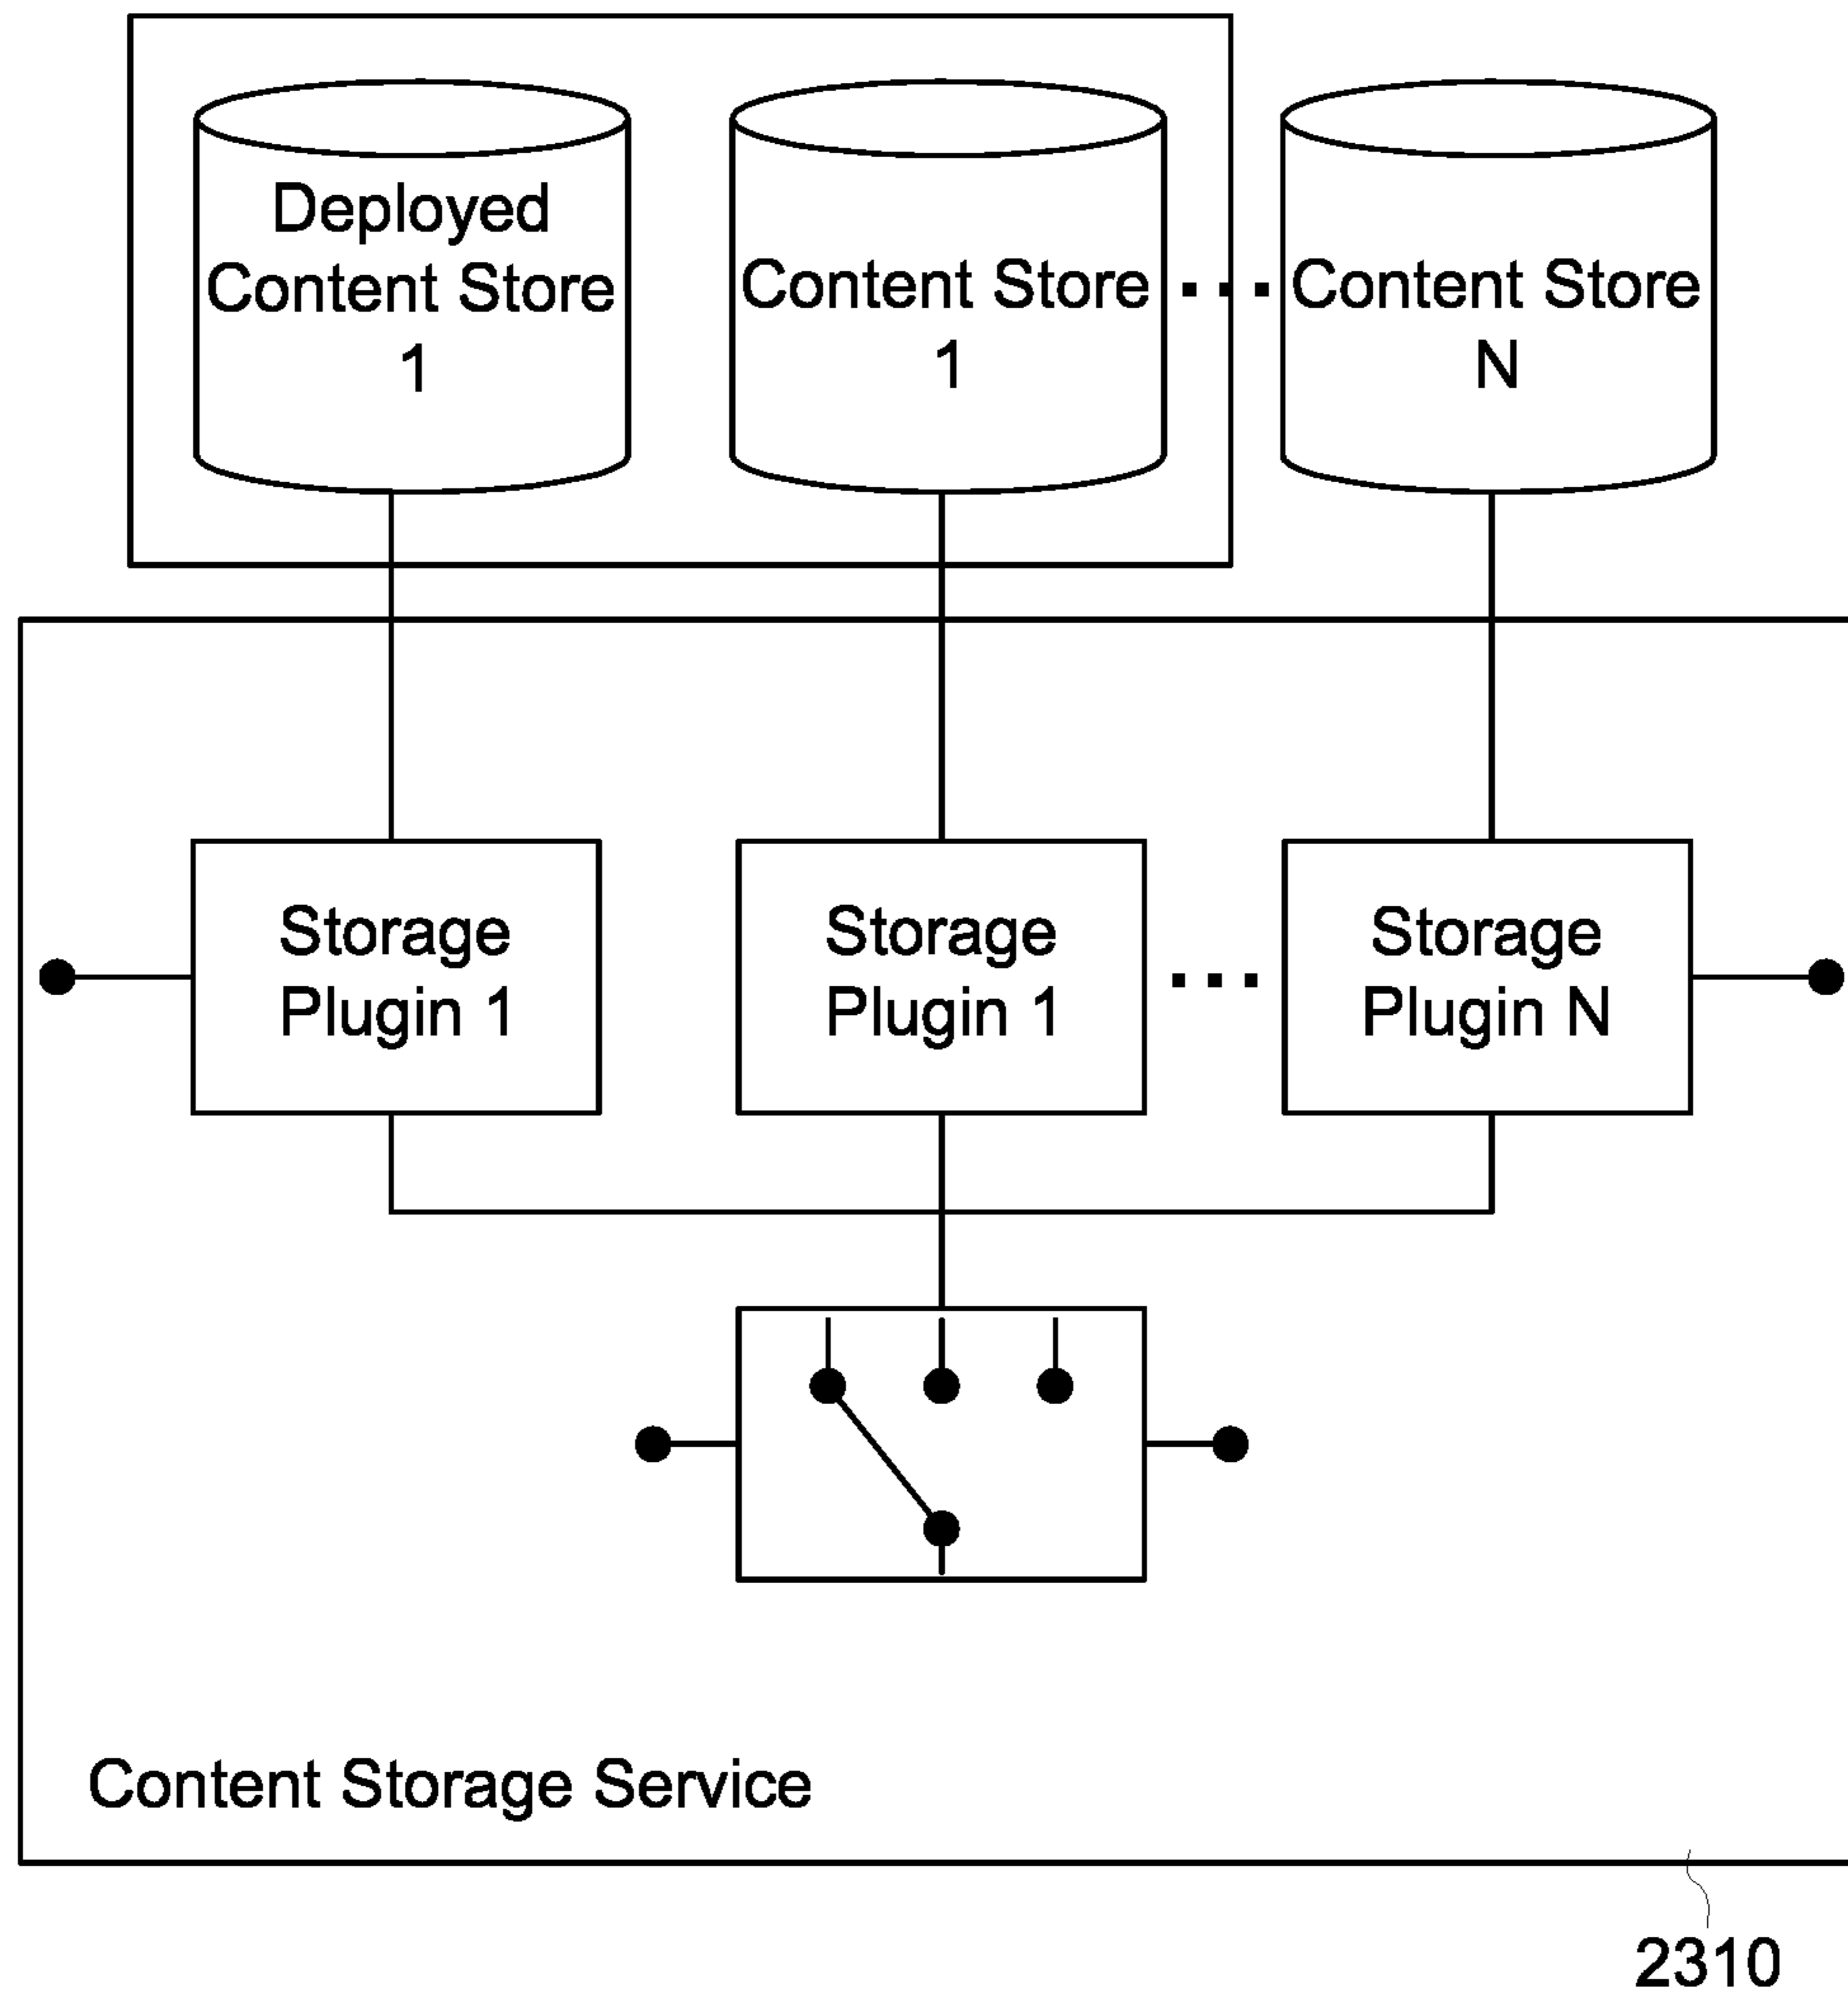 Deployed
Content Store
1
Content Store
1
...
Content Store
N
Storage
Plugin 1
Storage
Plugin 1
...
Storage
Plugin N
Content Storage Service
2310